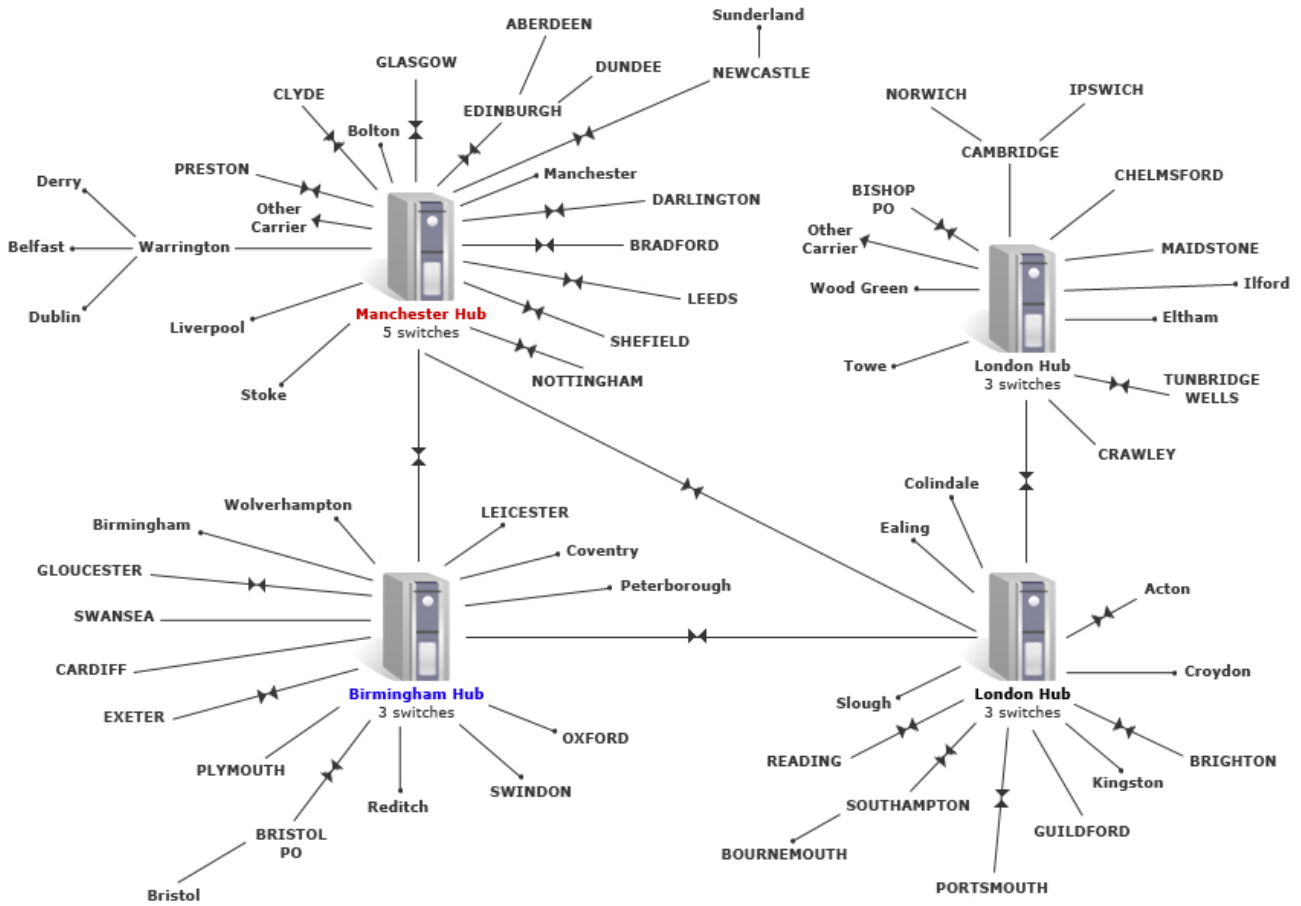 Sunderland
ABERDEEN
GLASGOW
DUNDEE
NEWCASTLE
CLYDE
EDINBURGH
Bolton
PRESTON
Manchester
Derry
Other
Carrier
DARLINGTON
Belfast
Warrington
BRADFORD
LEEDS
Dublin
Liverpool
Manchester Hub
5 switches
SHEFIELD
NOTTINGHAM
Stoke
NORWICH
IPSWICH
CAMBRIDGE
CHELMSFORD
BISHOP
PO
Other
Carrier
MAIDSTONE
Wood Green
Ilford
Eltham
Towe
London Hub
3 switches
TUNBRIDGE
WELLS
CRAWLEY
Wolverhampton
LEICESTER
Birmingham
Coventry
GLOUCESTER
Peterborough
SWANSEA
CARDIFF
Birmingham Hub
3 switches
EXETER
OXFORD
PLYMOUTH
SWINDON
Reditch
BRISTOL
PO
Bristol
Colindale
Ealing
Acton
Croydon
Slough
London Hub
3 switches
READING
BRIGHTON
Kingston
SOUTHAMPTON
GUILDFORD
BOURNEMOUTH
PORTSMOUTH